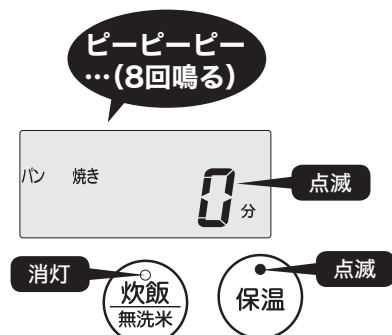 ピーピーピー
…(8回鳴る)
パン 焼き 0分
点滅
消灯
点滅
炊飯
無洗米
保温